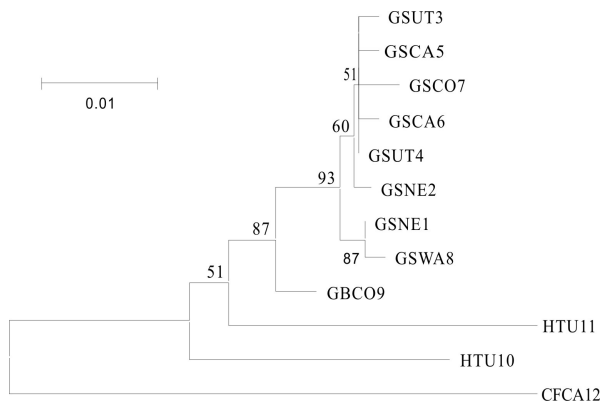 GSUT3
GSCA5
51
GSCO7
0.01
GSCA6
60
GSUT4
93
GSNE2
GSNE1
87
87
GSWA8
51
GBCO9
HTU11
HTU10
CFCA12